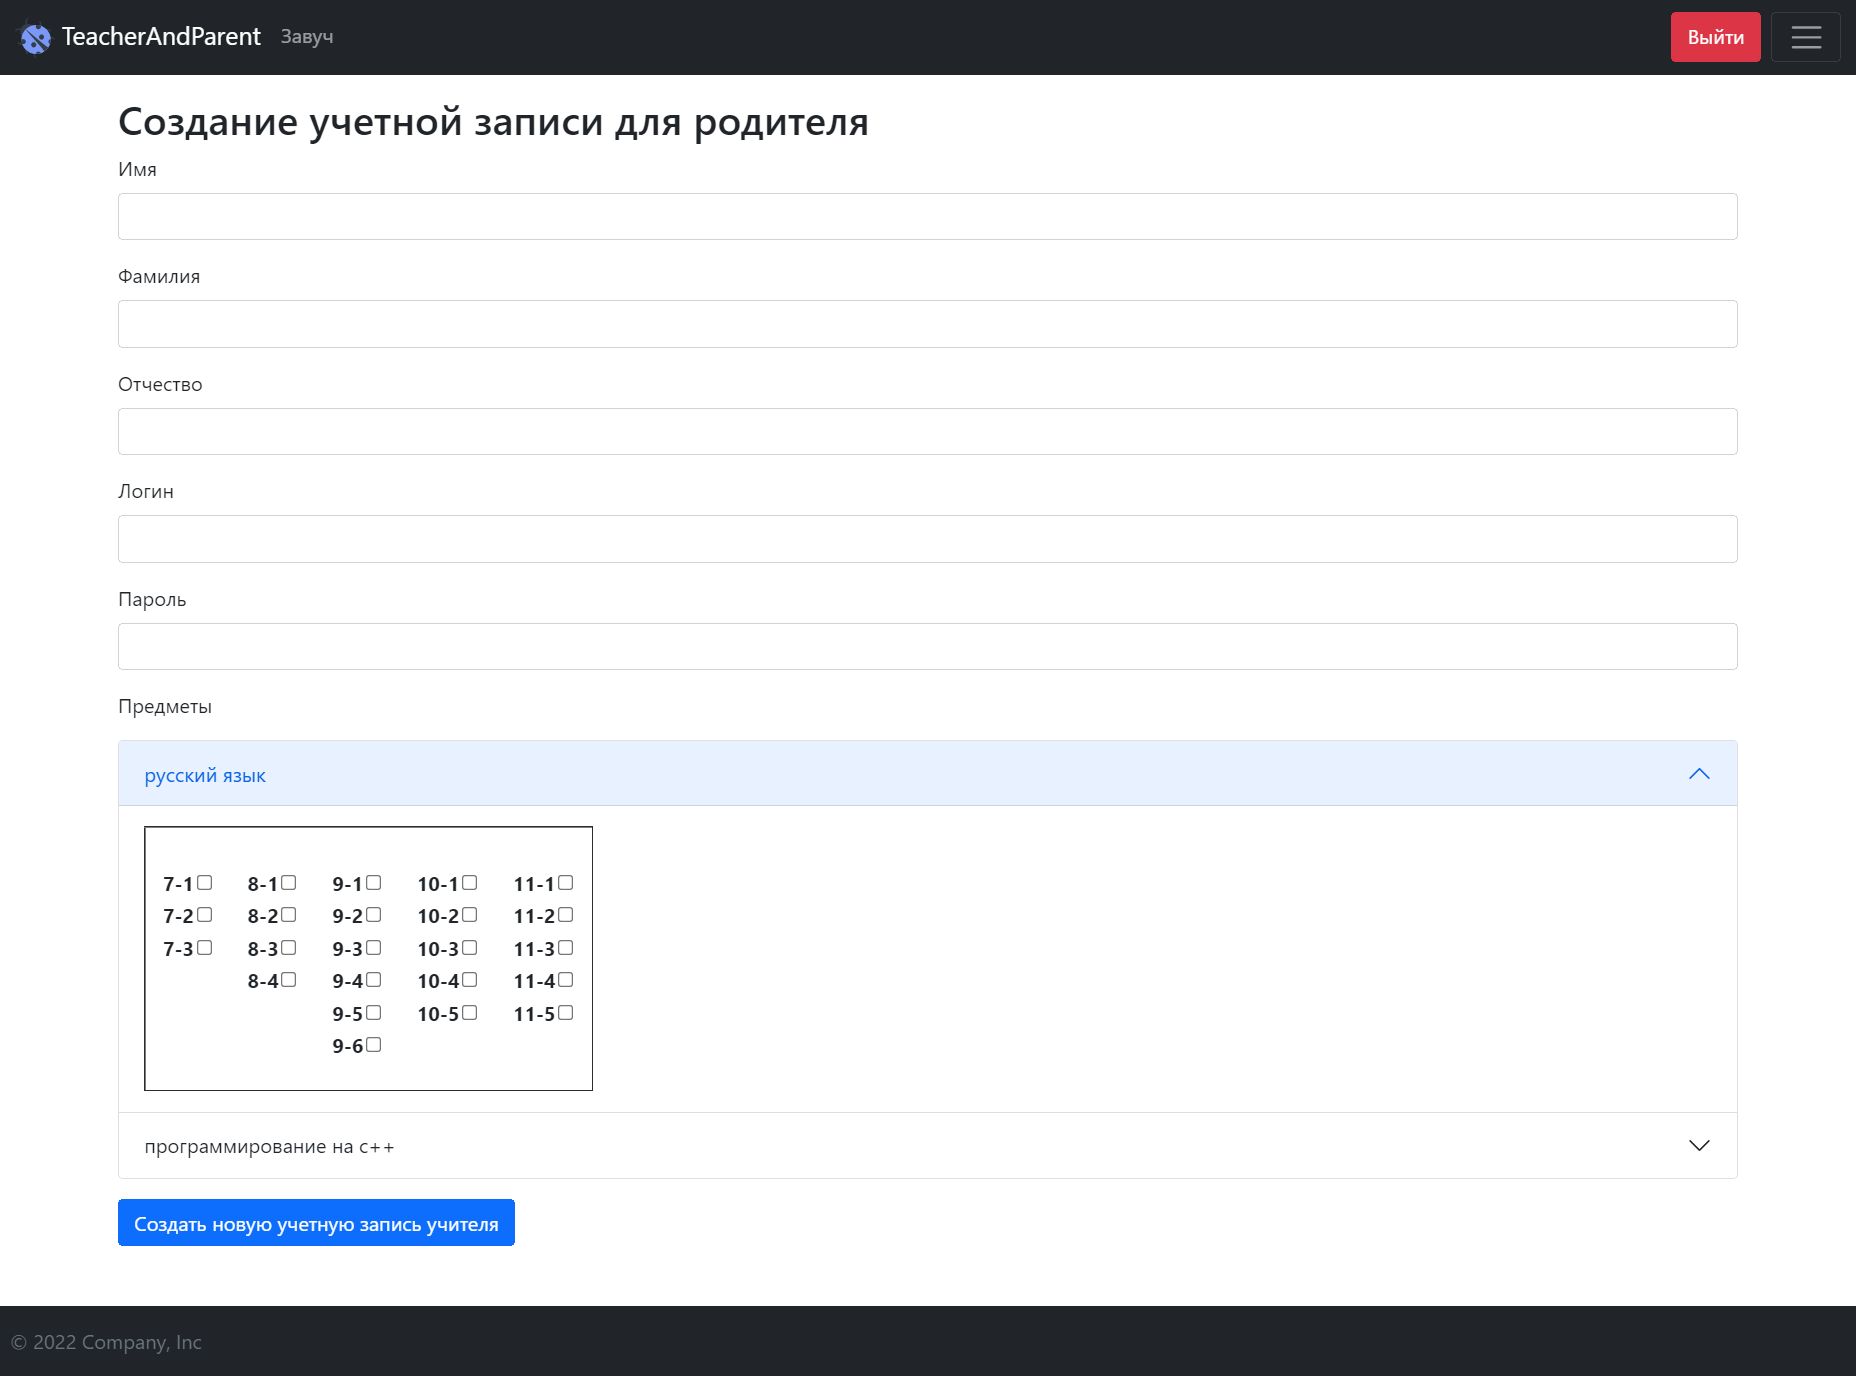 TeacherAndParent Завуч Выйти
Создание учетной записи для родителя
Имя
Фамилия
Отчество
Логин
Пароль
Предметы
русский язык
7-1 8-1 9-1 10-1 11-1
7-2 8-2 9-2 10-2 11-2
7-3 8-3 9-3 10-3 11-3
8-4 9-4 10-4 11-4
9-5 10-5 11-5
9-6
программирование на с++
Создать новую учетную запись учителя
© 2022 Company, Inc